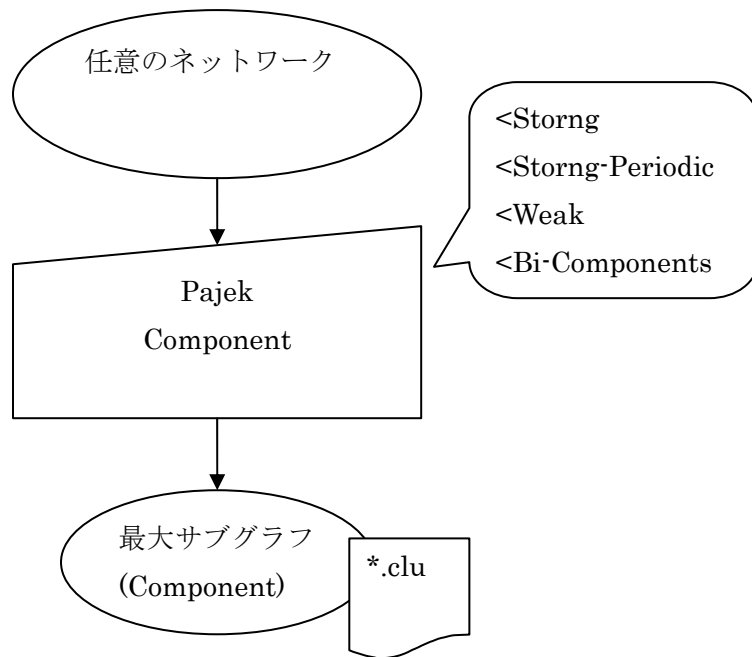 任意のネットワーク
<Storng
<Storng-Periodic
<Weak
<Bi-Components
Pajek
Component
最大サブグラフ
(Component)
*.clu